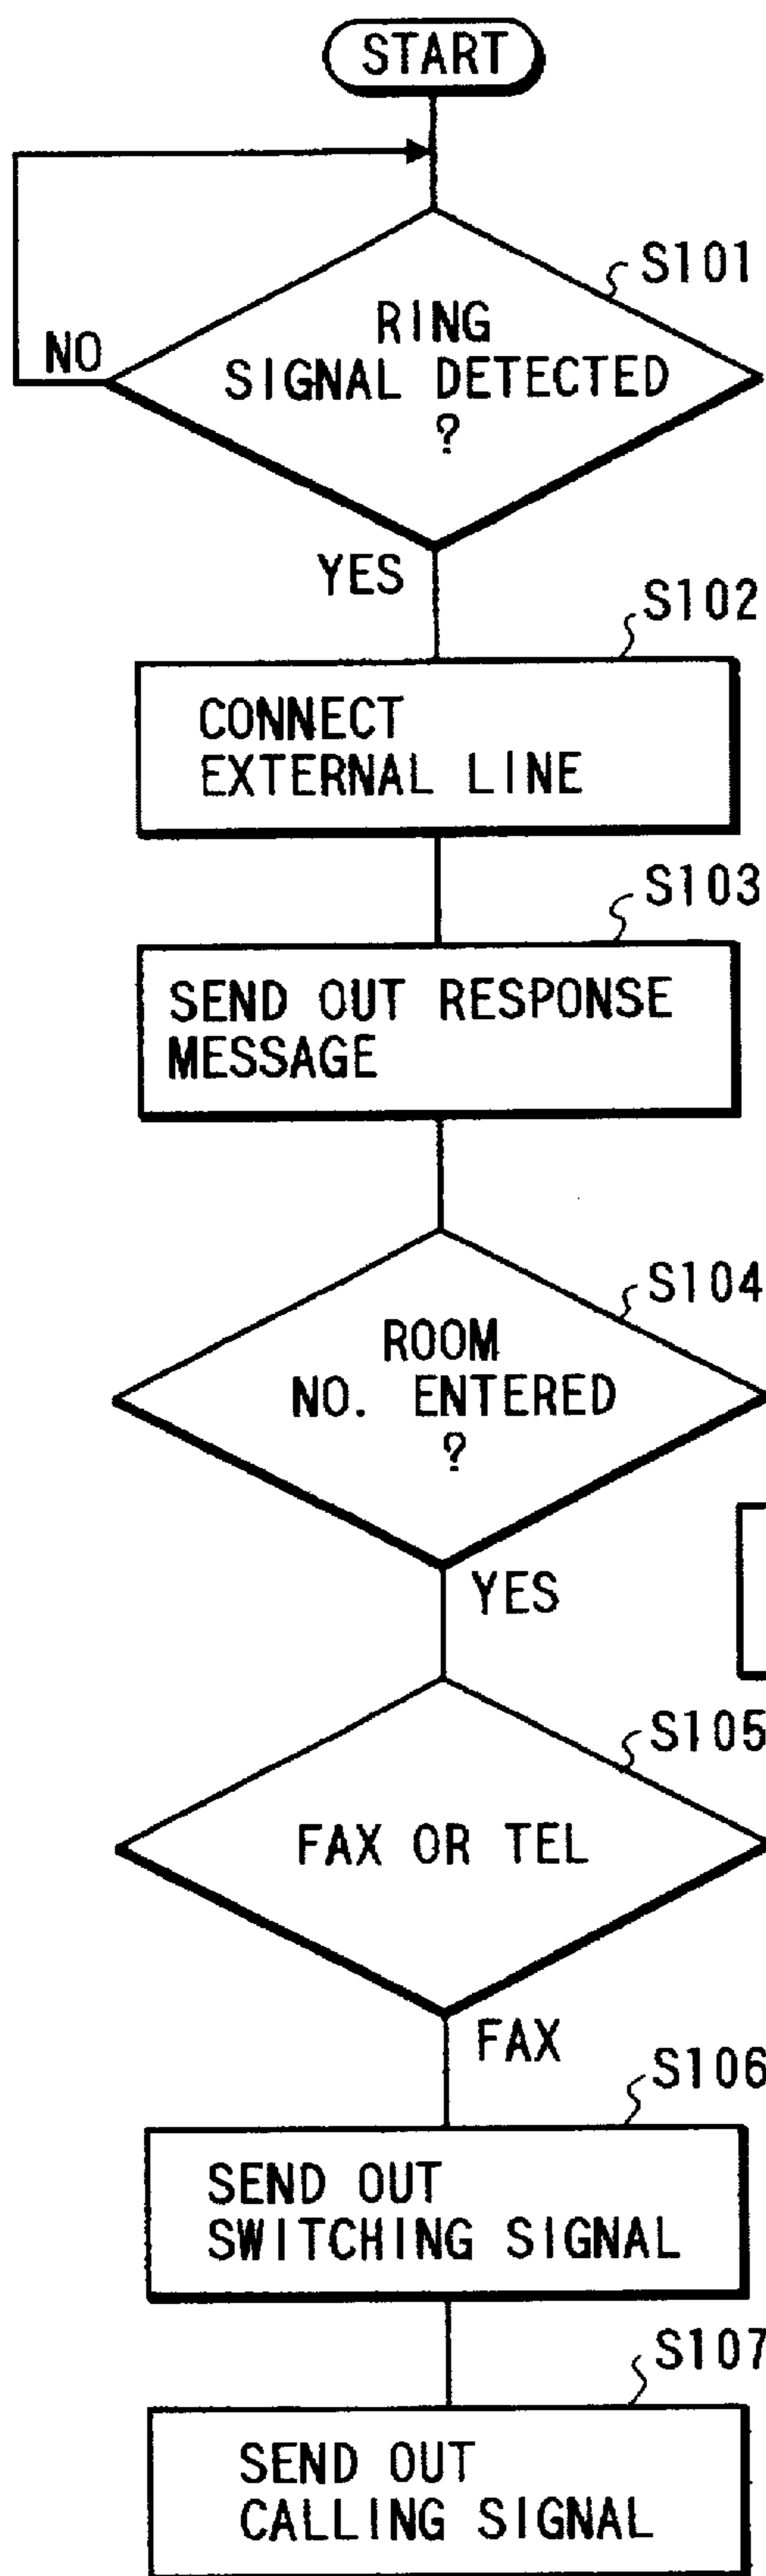 START
S101
RING
SIGNAL DETECTED
?
NO
YES
S102
CONNECT
EXTERNAL LINE
S103
SEND OUT RESPONSE
MESSAGE
S104
ROOM
NO. ENTERED
?
YES
S105
FAX OR TEL
FAX
S106
SEND OUT
SWITCHING SIGNAL
S107
SEND OUT
CALLING SIGNAL